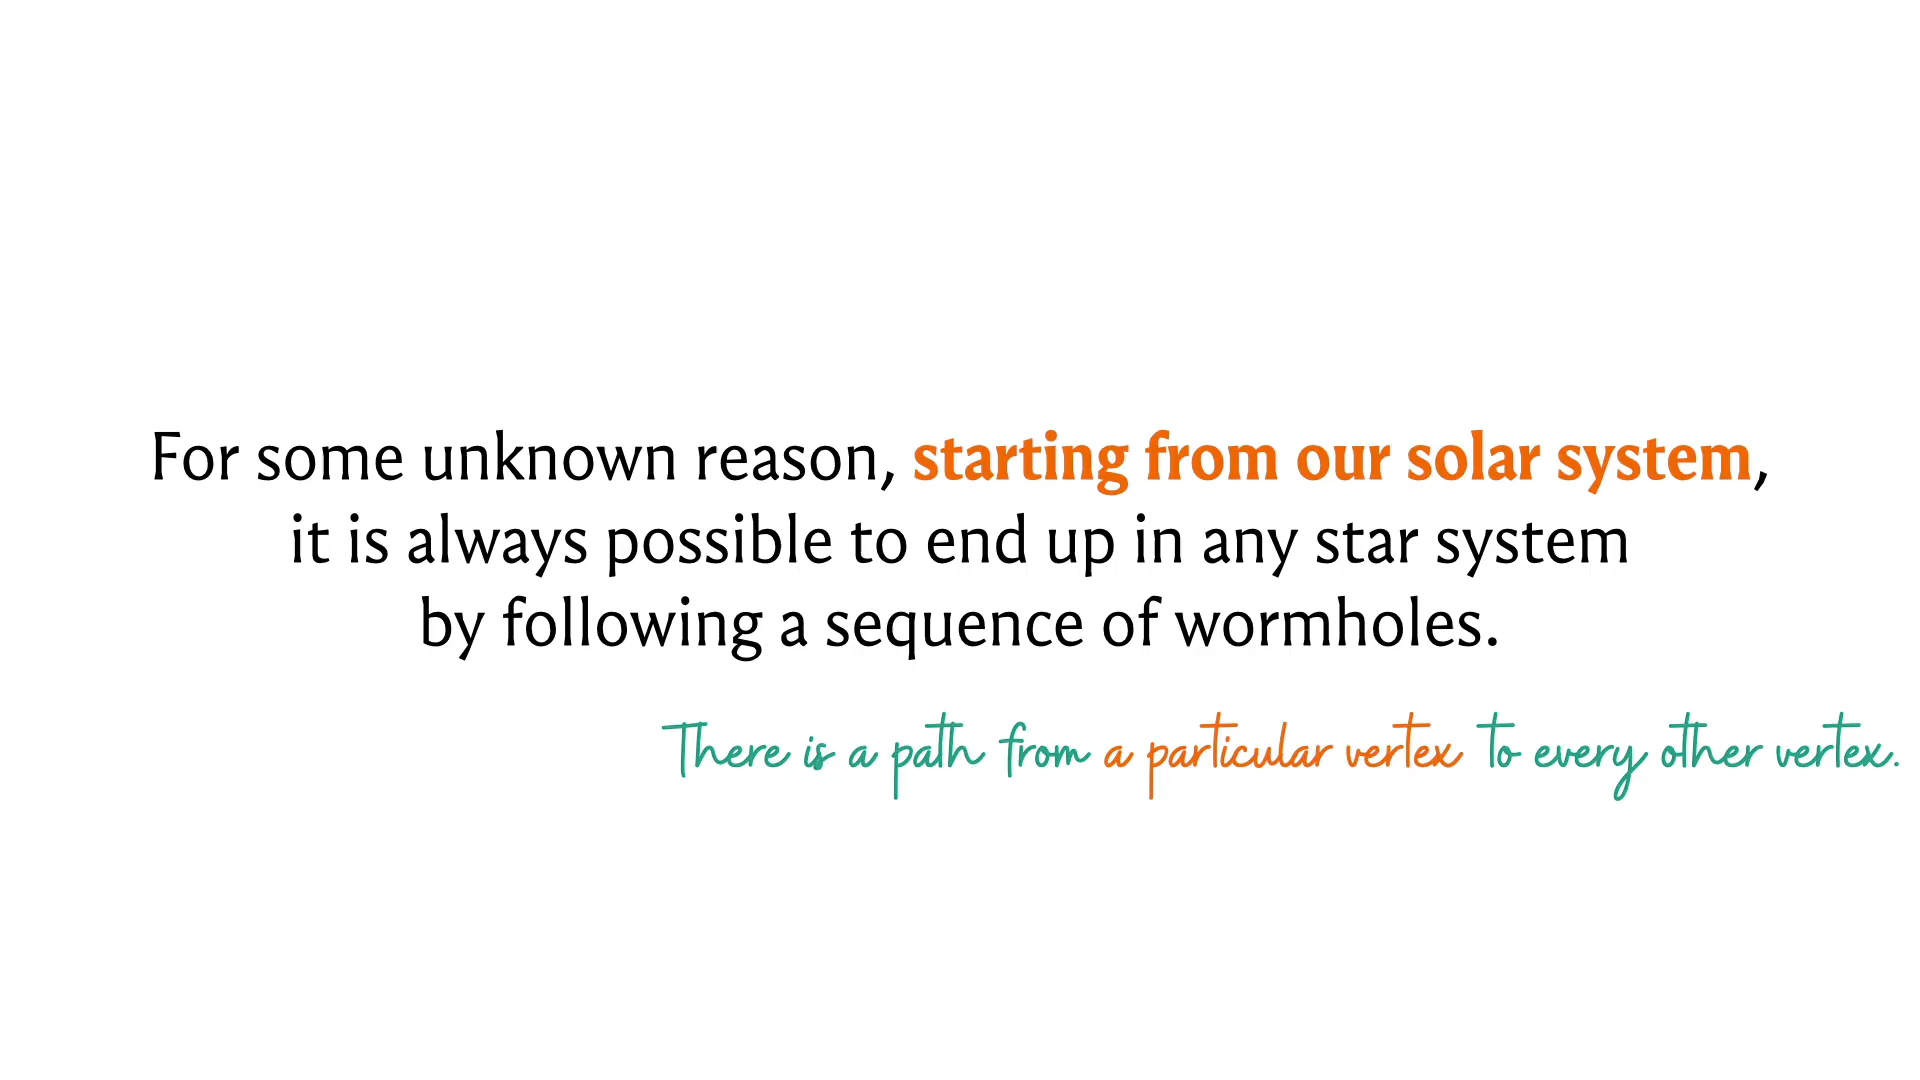 For some unknown reason, starting from our solar system,
it is always possible to end up in any star system
by following a sequence of wormholes.
There is a path from a particular vertex to every other vertex.